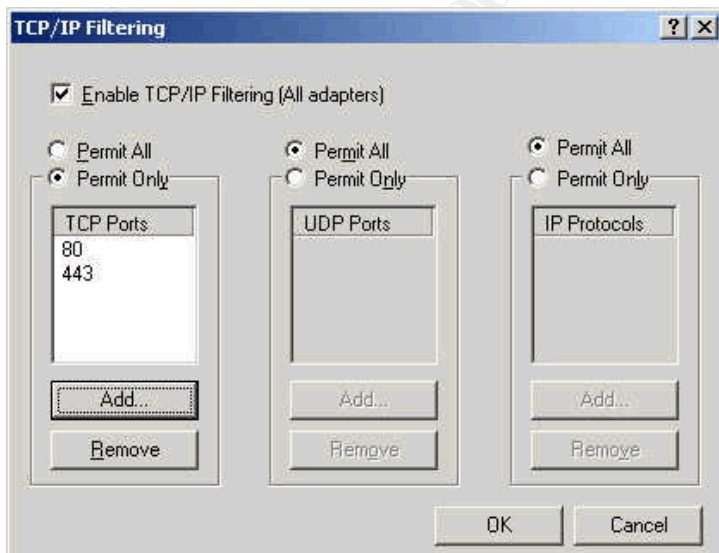 TCP/IP Filtering
Enable TCP/IP Filtering (All adapters)
Permit All
Permit Only
TCP Ports
80
443
Add...
Remove
Permit All
Permit Only
UDP Ports
Add...
Remove
Permit All
Permit Only
IP Protocols
Add...
Remove
OK
Cancel